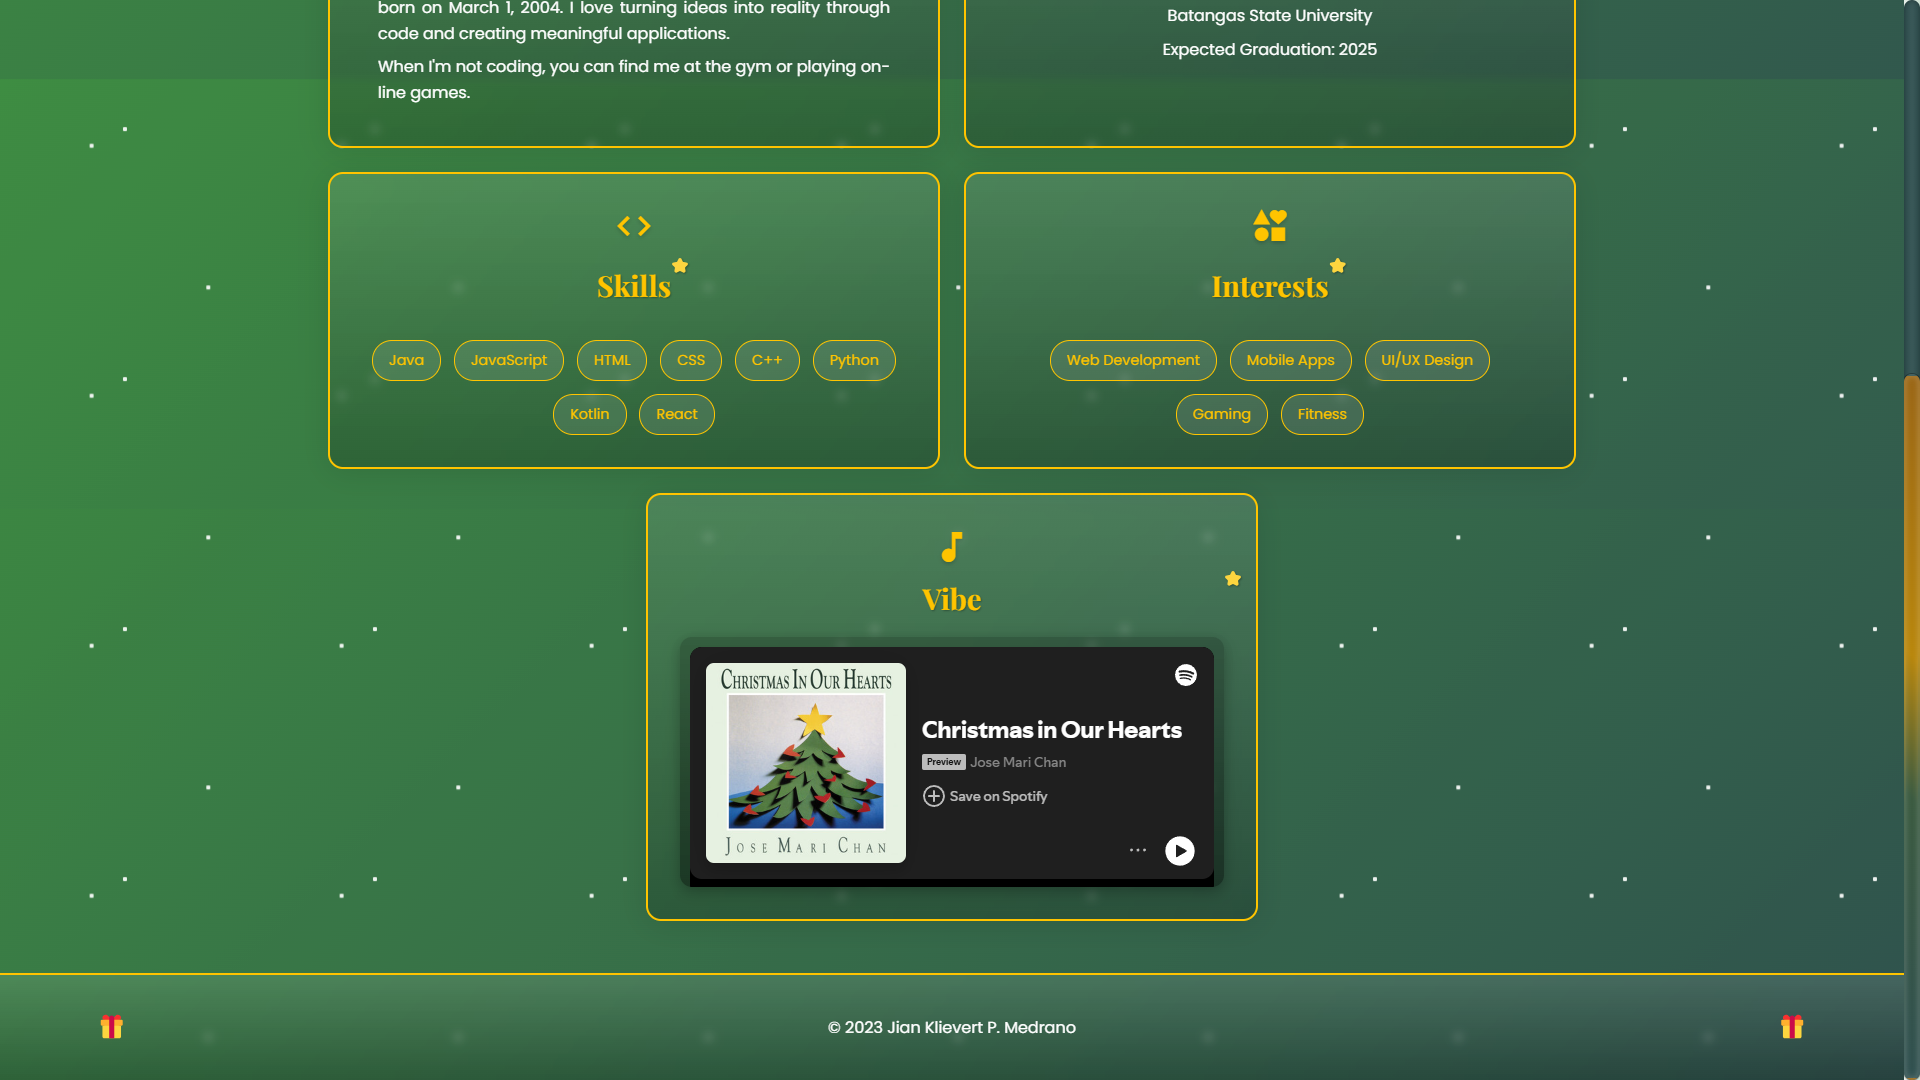 born on March 1, 2004. I love turning ideas into reality through
code and creating meaningful applications.
When I'm not coding, you can find me at the gym or playing on-
line games.
Batangas State University
Expected Graduation: 2025
Skills
Java JavaScript HTML CSS C++ Python
Kotlin React
Interests
Web Development Mobile Apps UI/UX Design
Gaming Fitness
Vibe
CHRISTMAS IN OUR HEARTS
JOSE MARI CHAN
Christmas in Our Hearts
Preview Jose Mari Chan
Save on Spotify
© 2023 Jian Klievert P. Medrano